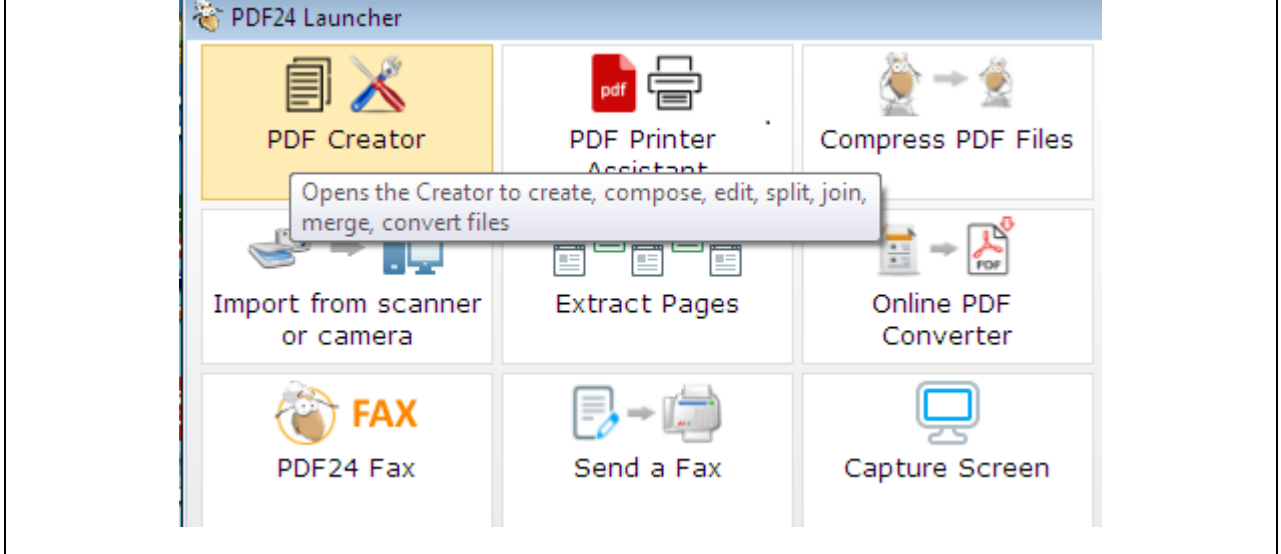 PDF24 Launcher
PDF Creator
PDF Printer
Assistant
Compress PDF Files
Opens the Creator to create, compose, edit, split, join,
merge, convert files
Import from scanner
or camera
Extract Pages
Online PDF
Converter
FAX
PDF24 Fax
Send a Fax
Capture Screen
pdf
PDF